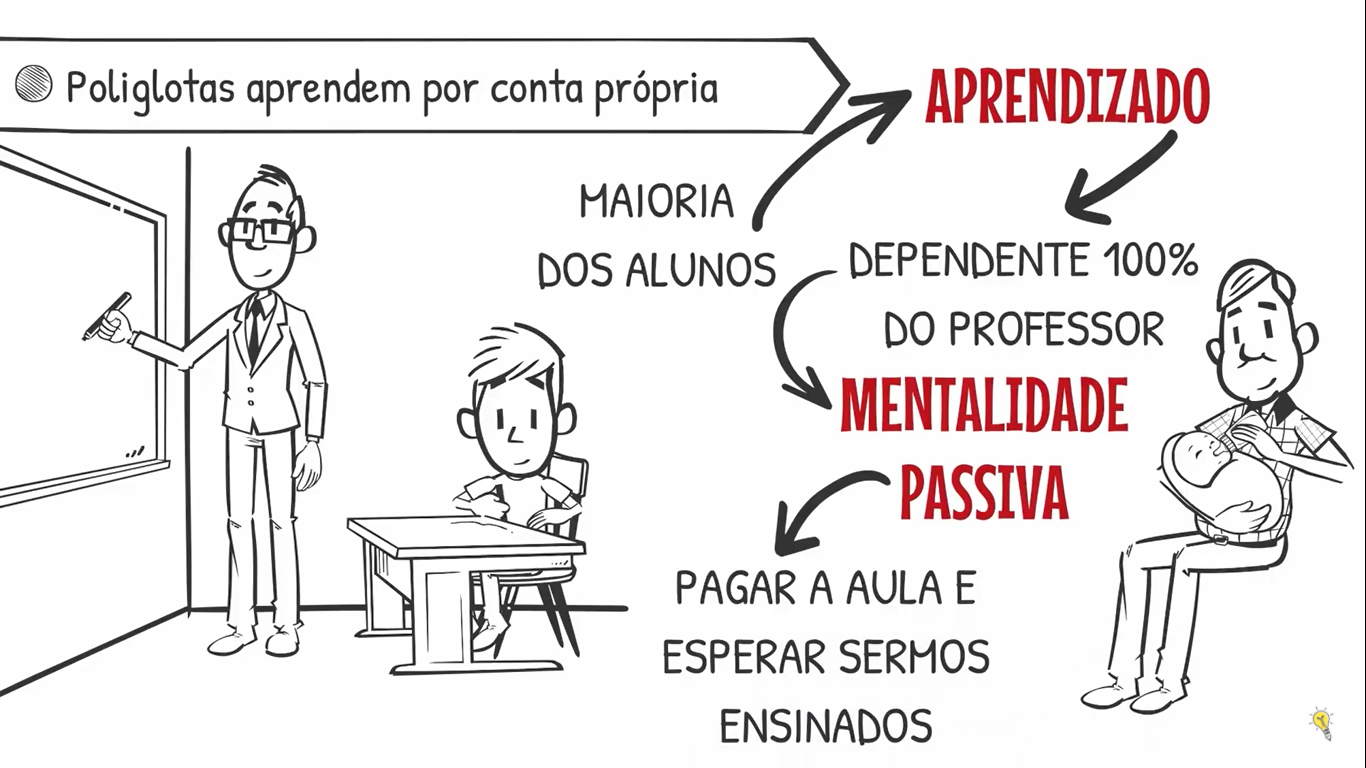 Poliglotas aprendem por conta própria
MAIORIA
DOS ALUNOS
APRENDIZADO
DEPENDENTE 100%
DO PROFESSOR
MENTALIDADE
PASSIVA
PAGAR A AULA E
ESPERAR SERMOS
ENSINADOS